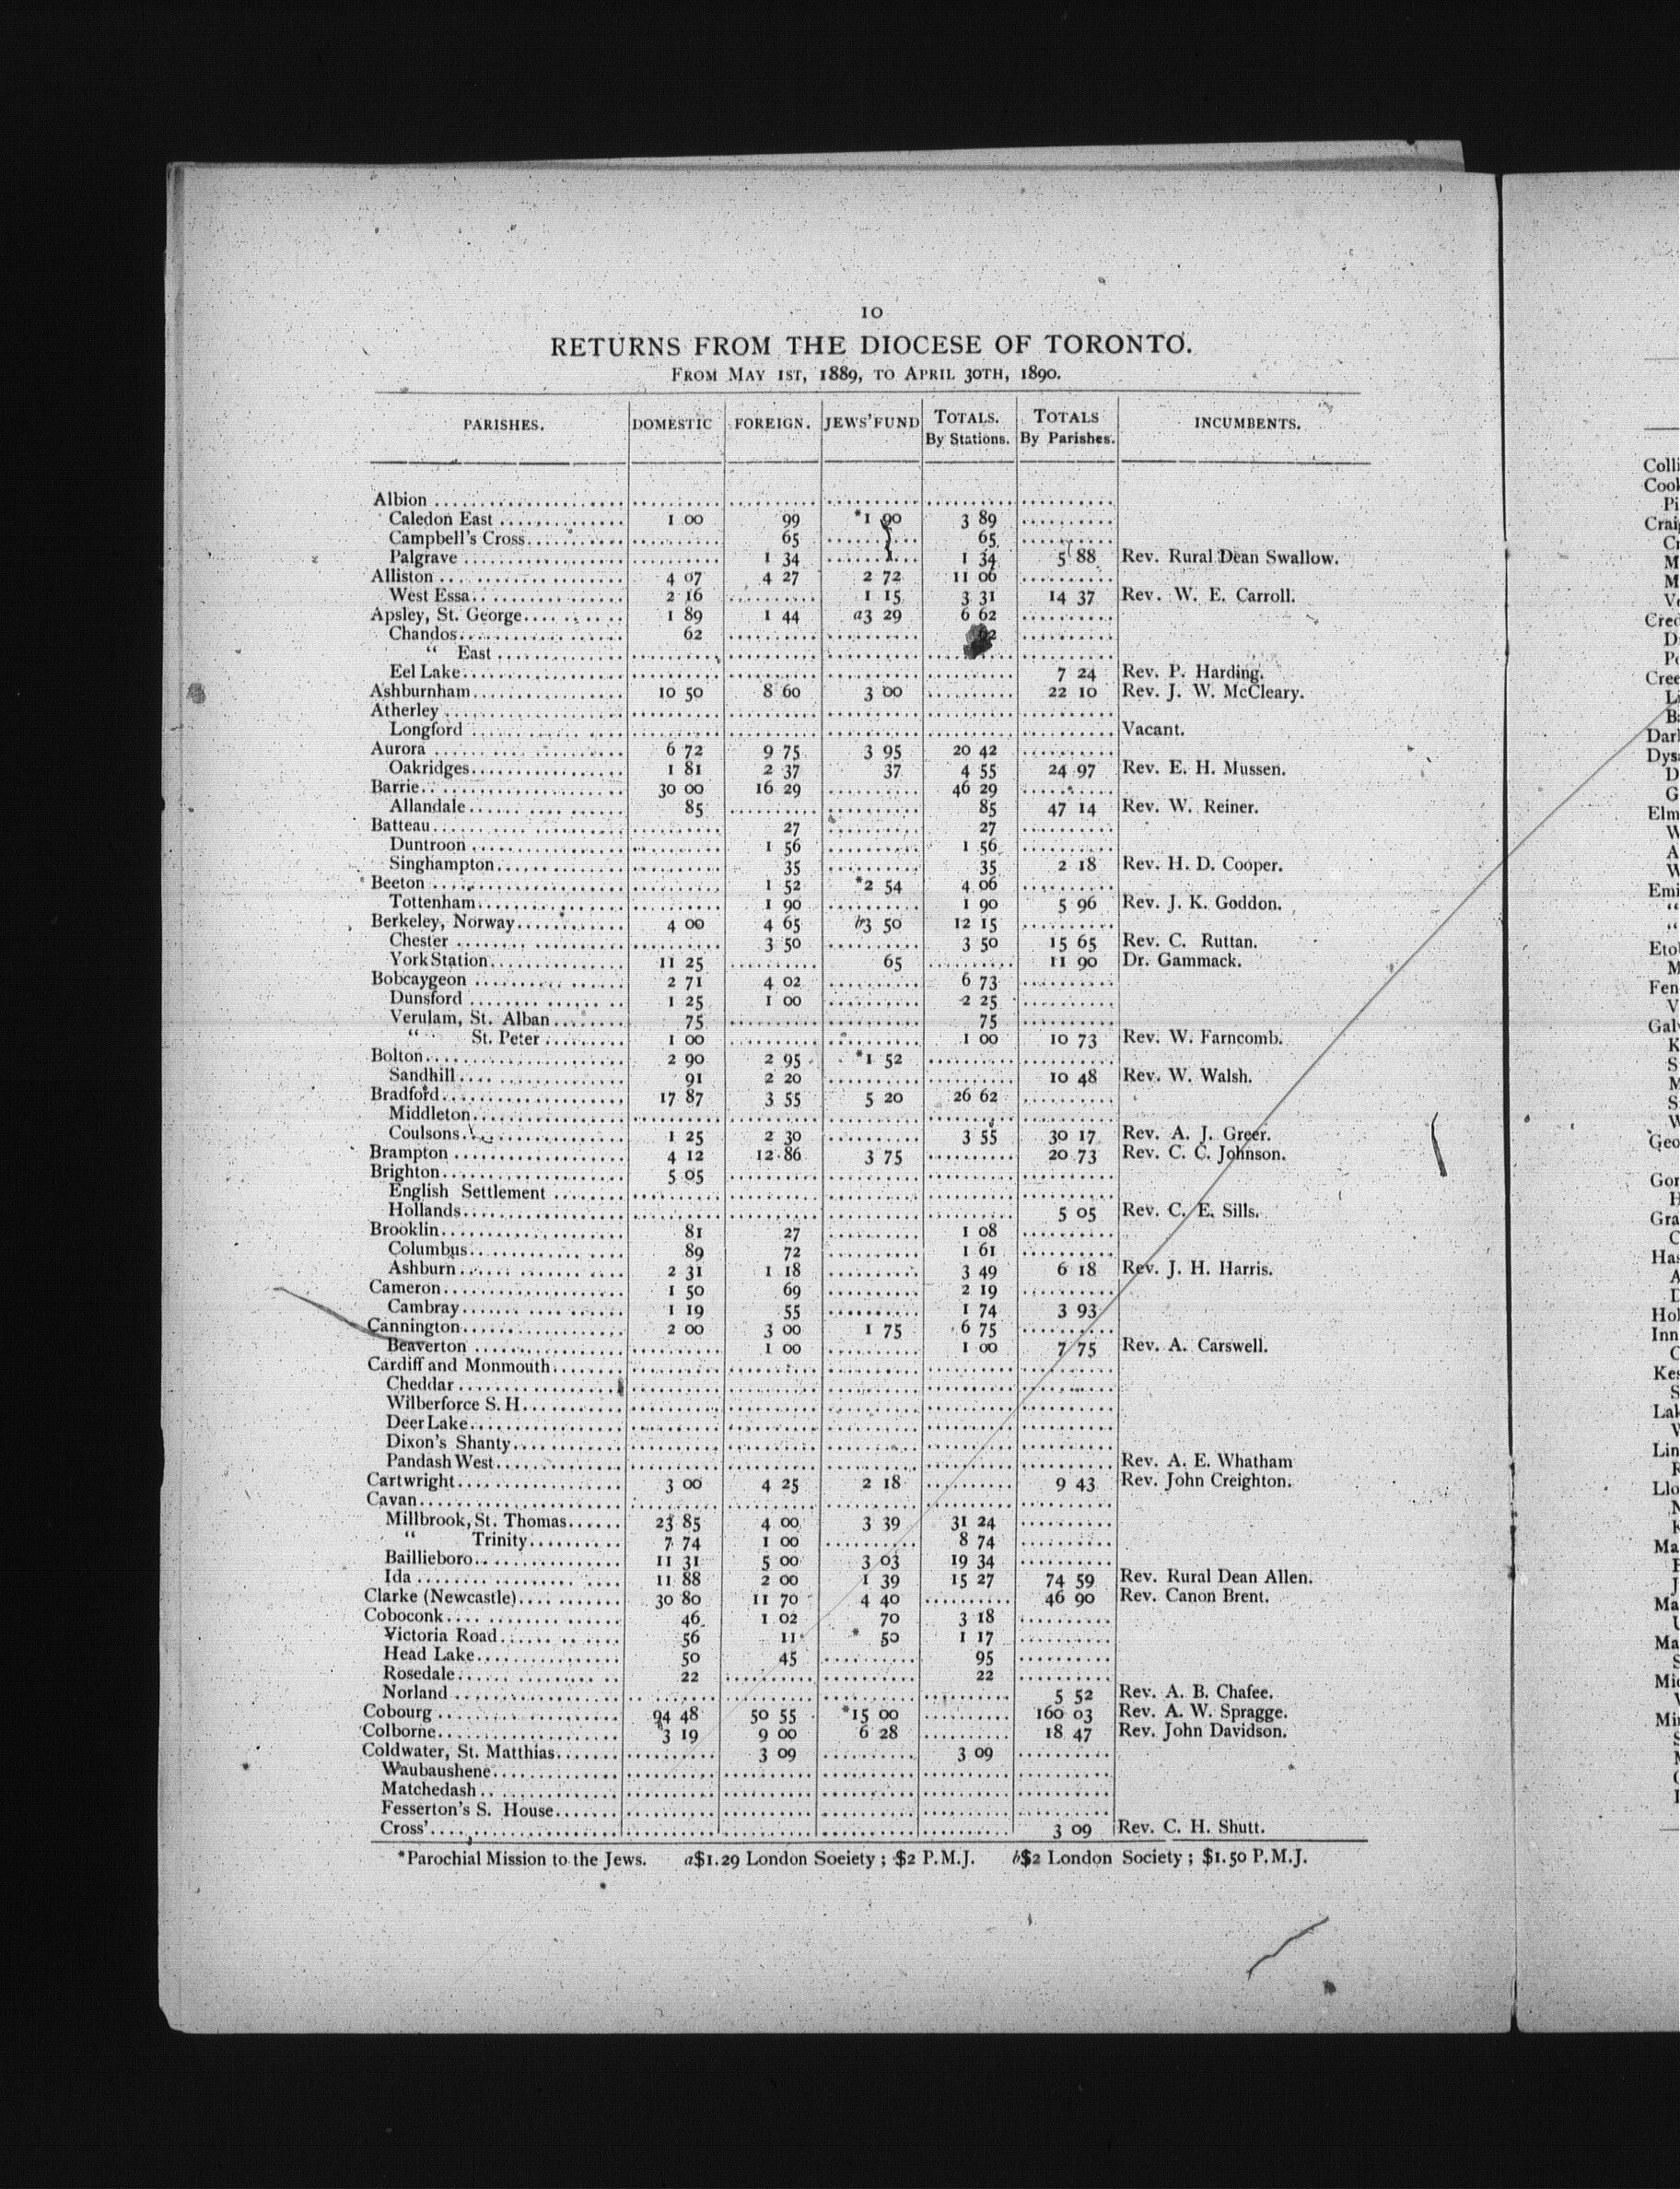 10
RETURNS FROM THE DIOCESE OF TORONTO.
FROM MAY 1ST, 1889, TO APRIL 30TH, 1890.
PARISHES. DOMESTIC FOREIGN. JEWS' FUND TOTALS. By Stations. TOTALS By Parishes. INCUMBENTS.
Albion
Caledon East 1 00 99 *1 90 3 89
Campbell's Cross 65 65
Palgrave 1 34 1 34 5 88 Rev. Rural Dean Swallow.
Alliston 4 07 4 27 2 72 11 06
West Essa 2 16 1 15 3 31 14 37 Rev. W. E. Carroll.
Apsley, St. George 1 89 1 44 a3 29 6 62
Chandos 62 62
" East
Eel Lake 7 24 Rev. P. Harding.
Ashburnham 10 50 8 60 3 00 22 10 Rev. J. W. McCleary.
Atherley
Longford Vacant.
Aurora 6 72 9 75 3 95 20 42
Oakridges 1 81 2 37 37 4 55 24 97 Rev. E. H. Mussen.
Barrie 30 00 16 29 46 29
Allandale 85 85 47 14 Rev. W. Reiner.
Batteau 27 27
Duntroon 1 56 1 56
Singhampton 35 35 2 18 Rev. H. D. Cooper.
Beeton 1 52 *2 54 4 06
Tottenham 1 90 1 90 5 96 Rev. J. K. Goddon.
Berkeley, Norway 4 00 4 65 b3 50 12 15
Chester 3 50 3 50 15 65 Rev. C. Ruttan.
York Station 11 25 65 11 90 Dr. Gammack.
Bobcaygeon 2 71 4 02 6 73
Dunsford 1 25 1 00 2 25
Verulam, St. Alban 75 75
" St. Peter 1 00 1 00 10 73 Rev. W. Farncomb.
Bolton 2 90 2 95 *1 52
Sandhill 91 2 20 10 48 Rev. W. Walsh.
Bradford 17 87 3 55 5 20 26 62
Middleton
Coulsons 1 25 2 30 3 55 30 17 Rev. A. J. Greer.
Brampton 4 12 12 86 3 75 20 73 Rev. C. C. Johnson.
Brighton 5 05
English Settlement
Hollands 5 05 Rev. C. E. Sills.
Brooklin 81 27 1 08
Columbus 89 72 1 61
Ashburn 2 31 1 18 3 49 6 18 Rev. J. H. Harris.
Cameron 1 50 69 2 19
Cambray 1 19 55 1 74 3 93
Cannington 2 00 3 00 1 75 6 75
Beaverton 1 00 1 00 7 75 Rev. A. Carswell.
Cardiff and Monmouth
Cheddar
Wilberforce S. H.
Deer Lake
Dixon's Shanty
Pandash West Rev. A. E. Whatham
Cartwright 3 00 4 25 2 18 9 43 Rev. John Creighton.
Cavan
Millbrook, St. Thomas 23 85 4 00 3 39 31 24
" Trinity 7 74 1 00 8 74
Baillieboro 11 31 5 00 3 03 19 34
Ida 11 88 2 00 1 39 15 27 74 59 Rev. Rural Dean Allen.
Clarke (Newcastle) 30 80 11 70 4 40 46 90 Rev. Canon Brent.
Coboconk 46 1 02 70 3 18
Victoria Road 56 11 * 50 1 17
Head Lake 50 45 95
Rosedale 22 22
Norland 5 52 Rev. A. B. Chafee.
Cobourg 94 48 50 55 *15 00 160 03 Rev. A. W. Spragge.
Colborne 3 19 9 00 6 28 18 47 Rev. John Davidson.
Coldwater, St. Matthias 3 09 3 09
Waubaushene
Matchedash
Fesserton's S. House
Cross' 3 09 Rev. C. H. Shutt.
*Parochial Mission to the Jews. a$1.29 London Soeiety; $2 P.M.J. b$2 London Society; $1.50 P.M.J.